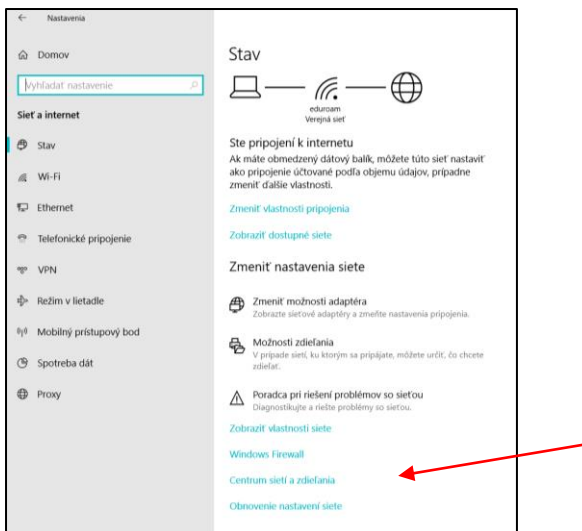 Nastavenia
Domov
Vyhľadať nastavenie
Sieť a internet
Stav
Wi-Fi
Ethernet
Telefonické pripojenie
VPN
Režim v lietadle
Mobilný prístupový bod
Spotreba dát
Proxy
Stav
eduroam
Verejná sieť
Ste pripojení k internetu
Ak máte obmedzený dátový balík, môžete túto sieť nastaviť
ako pripojenie účtované podľa objemu údajov, prípadne
zmeniť ďalšie vlastnosti.
Zmeniť vlastnosti pripojenia
Zobraziť dostupné siete
Zmeniť nastavenia siete
Zmeniť možnosti adaptéra
Zobrazte sieťové adaptéry a zmeňte nastavenia pripojenia.
Možnosti zdieľania
V prípade sietí, ku ktorým sa pripájate, môžete určiť, čo chcete
zdieľať.
Poradca pri riešení problémov so sieťou
Diagnostikujte a riešte problémy so sieťou.
Zobraziť vlastnosti siete
Windows Firewall
Centrum sietí a zdieľania
Obnovenie nastavení siete